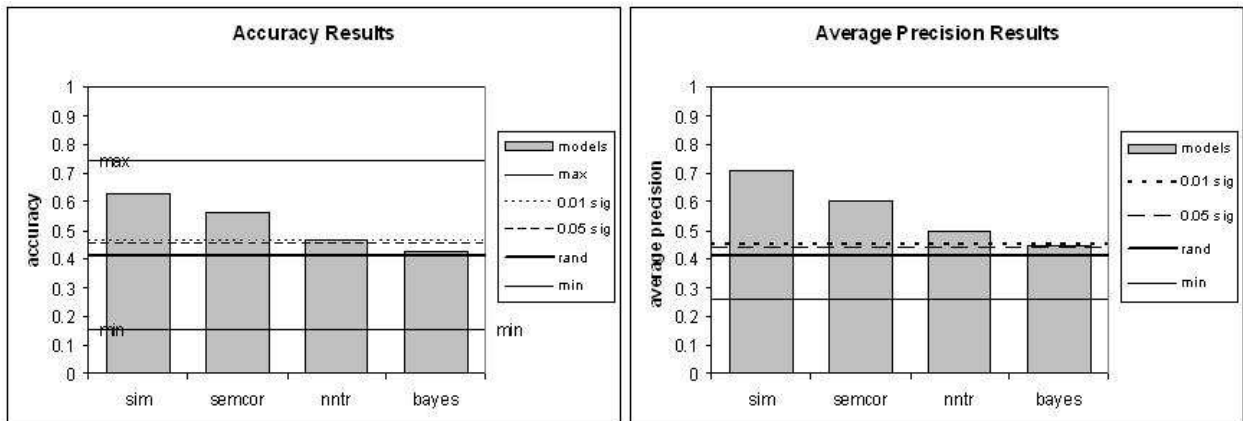 Accuracy Results
accuracy
1
0.9
0.8
0.7
0.6
0.5
0.4
0.3
0.2
0.1
0
max
min
min
sim semcor nntr bayes
models
max
0.01 sig
0.05 sig
rand
min
Average Precision Results
average precision
1
0.9
0.8
0.7
0.6
0.5
0.4
0.3
0.2
0.1
0
sim semcor nntr bayes
models
0.01 sig
0.05 sig
rand
min